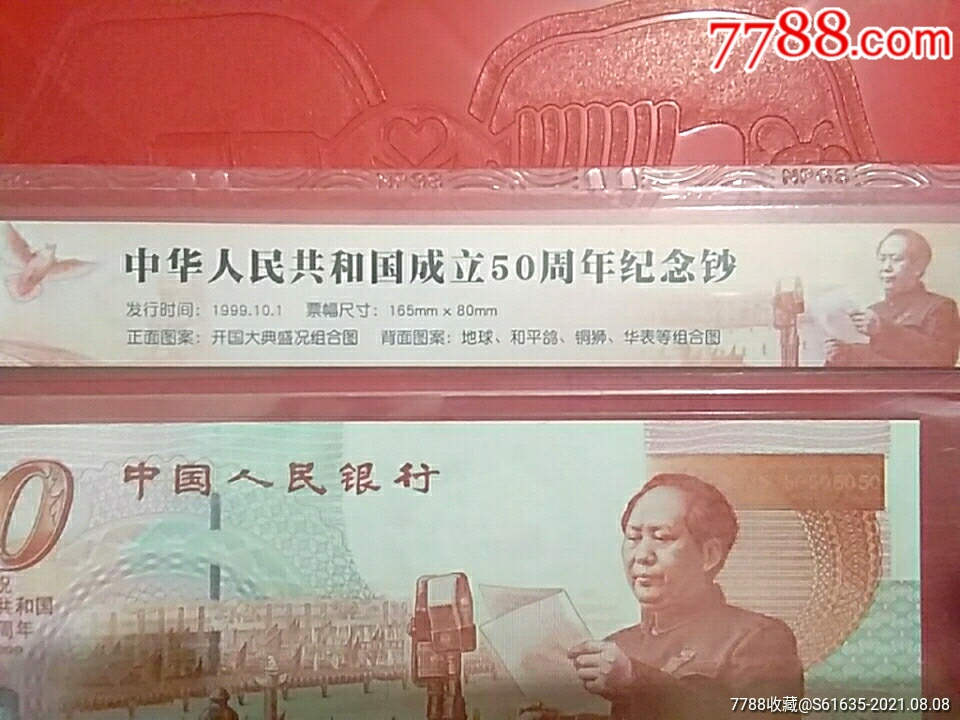 7788.com
NPGS NPGS
中华人民共和国成立50周年纪念钞
发行时间：1999.10.1 票幅尺寸：165mm x 80mm
正面图案：开国大典盛况组合图 背面图案：地球、和平鸽、铜狮、华表等组合图
中国人民银行
0
505050
共和国
周年
7788收藏@S61635-2021.08.08